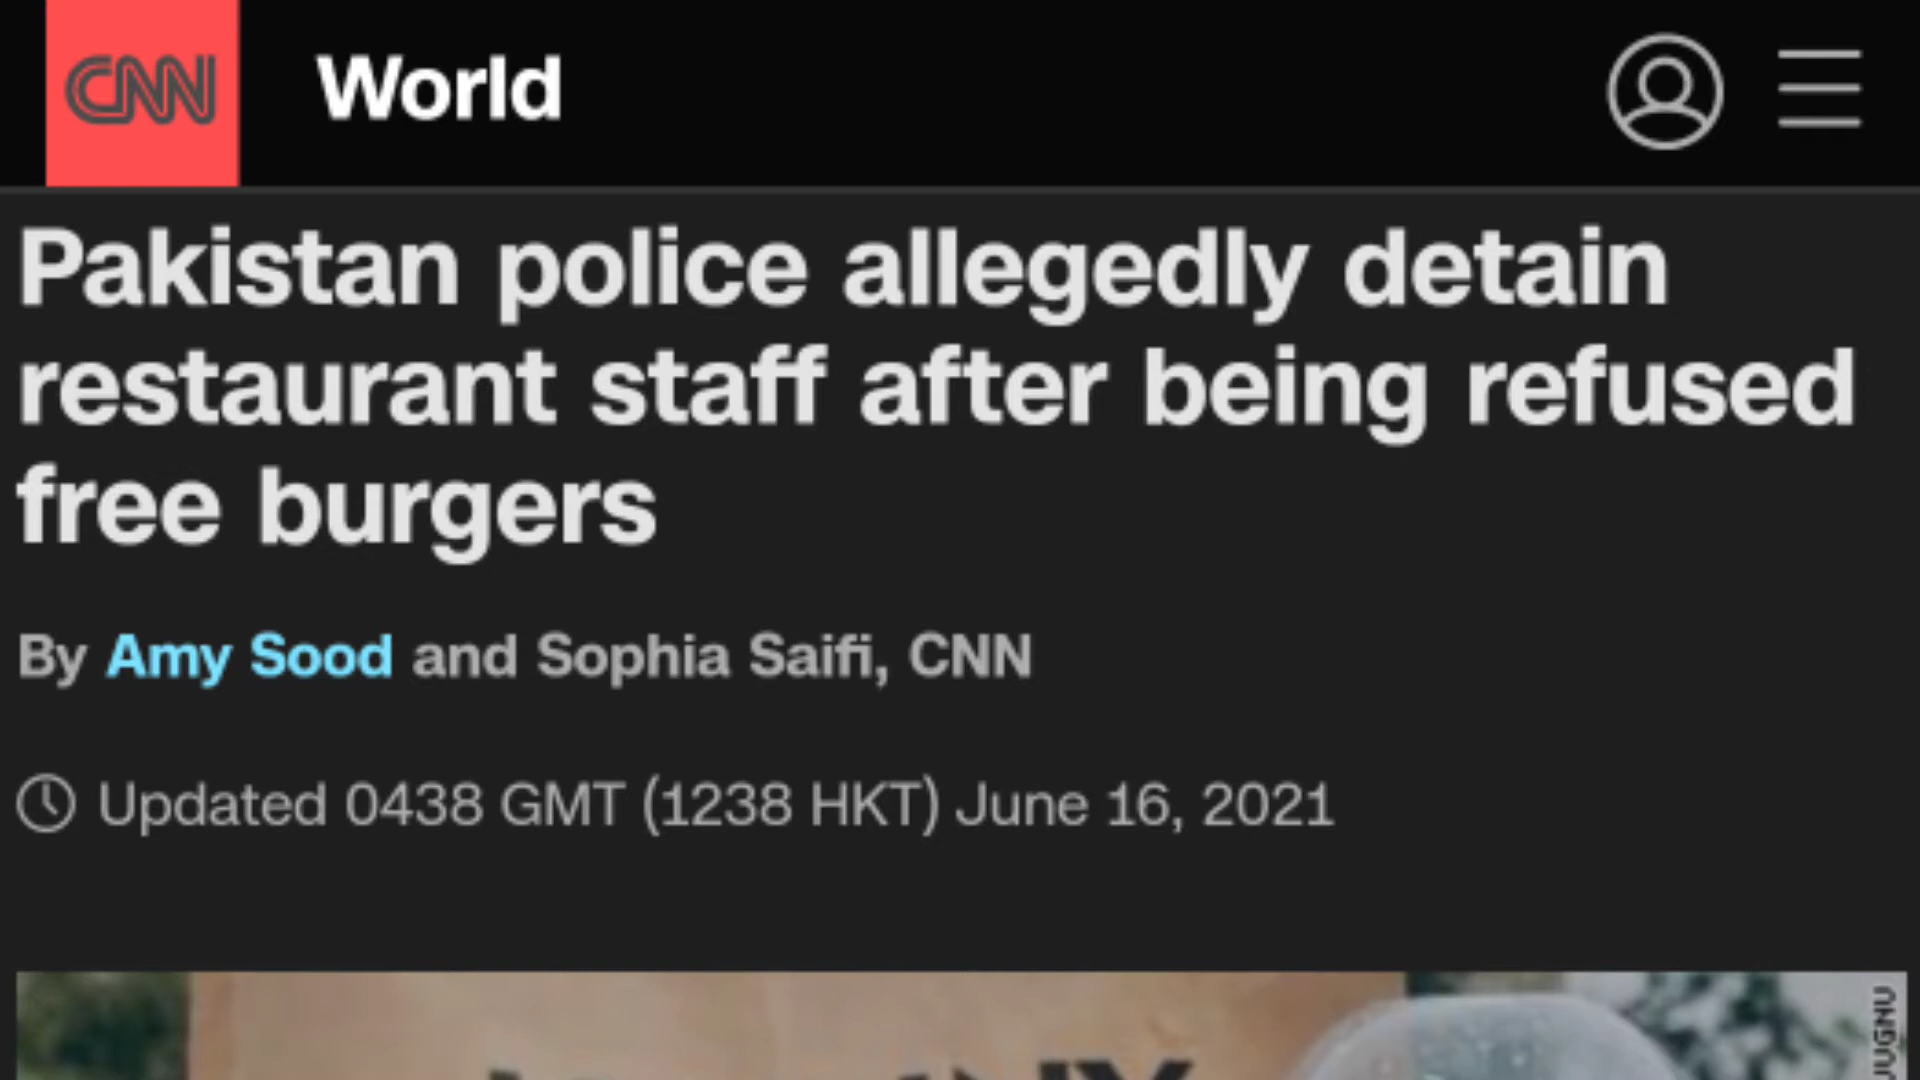 CNN World
Pakistan police allegedly detain
restaurant staff after being refused
free burgers
By Amy Sood and Sophia Saifi, CNN
Updated 0438 GMT (1238 HKT) June 16, 2021